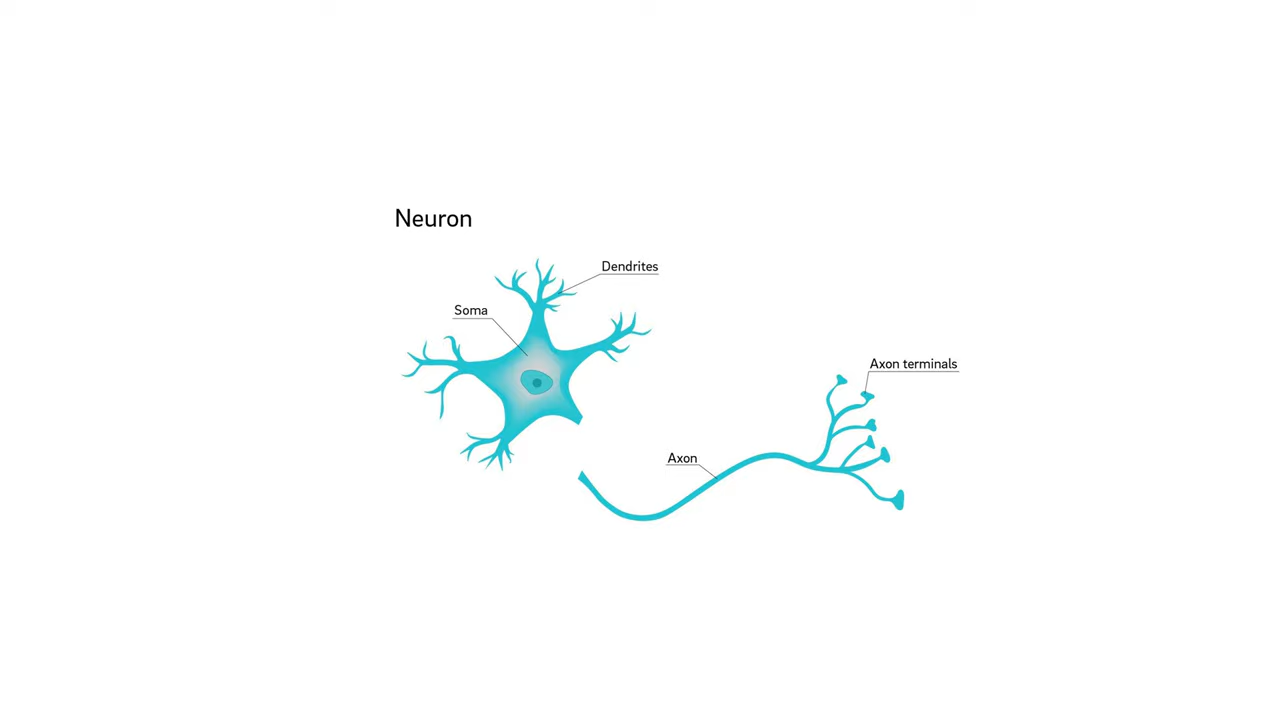 Neuron
Dendrites
Soma
Axon terminals
Axon